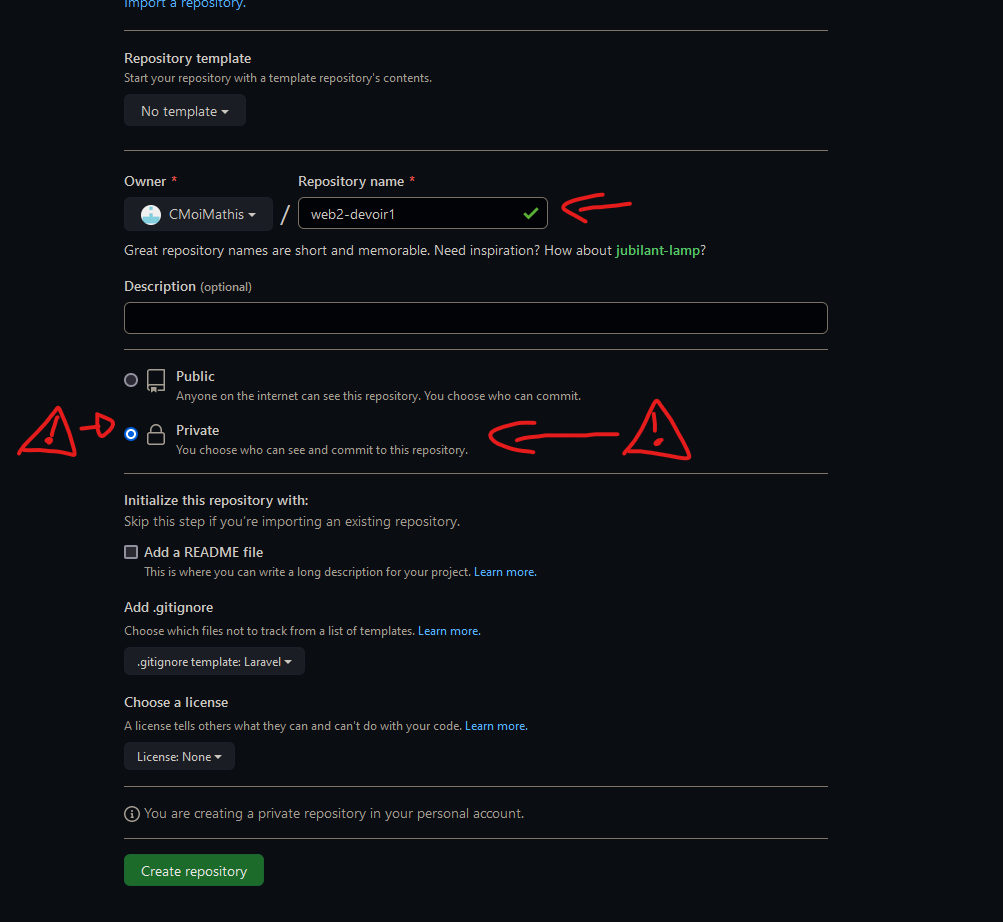 Import a repository.
Repository template
Start your repository with a template repository's contents.
No template
Owner * Repository name *
CMoiMathis / web2-devoir1
Great repository names are short and memorable. Need inspiration? How about jubilant-lamp?
Description (optional)
Public
Anyone on the internet can see this repository. You choose who can commit.
Private
You choose who can see and commit to this repository.
Initialize this repository with:
Skip this step if you're importing an existing repository.
Add a README file
This is where you can write a long description for your project. Learn more.
Add .gitignore
Choose which files not to track from a list of templates. Learn more.
.gitignore template: Laravel
Choose a license
A license tells others what they can and can't do with your code. Learn more.
License: None
You are creating a private repository in your personal account.
Create repository